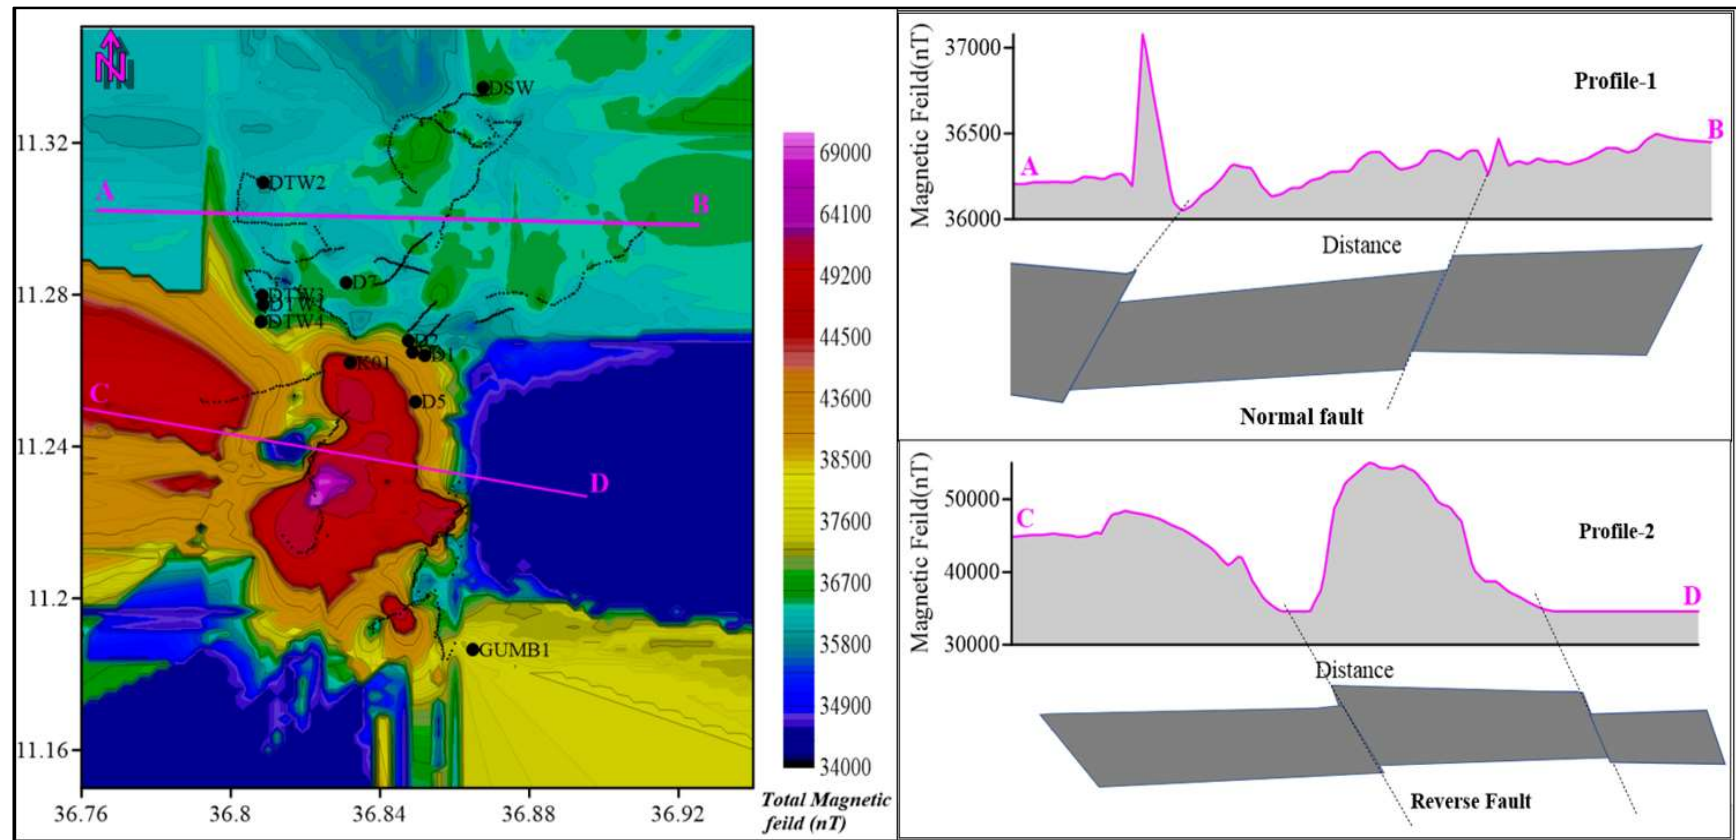 N
DSW
11.32
DTW2
A
B
11.28
D7
DTW3
DTW1
DTW4
D2
D1
K01
C
D5
11.24
D
11.2
GUMB1
11.16
36.76
36.8
36.84
36.88
36.92
69000
64100
49200
44500
43600
38500
37600
36700
35800
34900
34000
Total Magnetic
feild (nT)
Magnetic Feild(nT)
37000
36500
36000
Profile-1
A
B
Distance
Normal fault
Magnetic Feild(nT)
50000
40000
30000
Profile-2
C
D
Distance
Reverse Fault